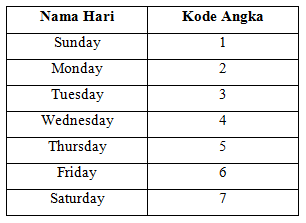 Nama Hari Kode Angka
Sunday 1
Monday 2
Tuesday 3
Wednesday 4
Thursday 5
Friday 6
Saturday 7